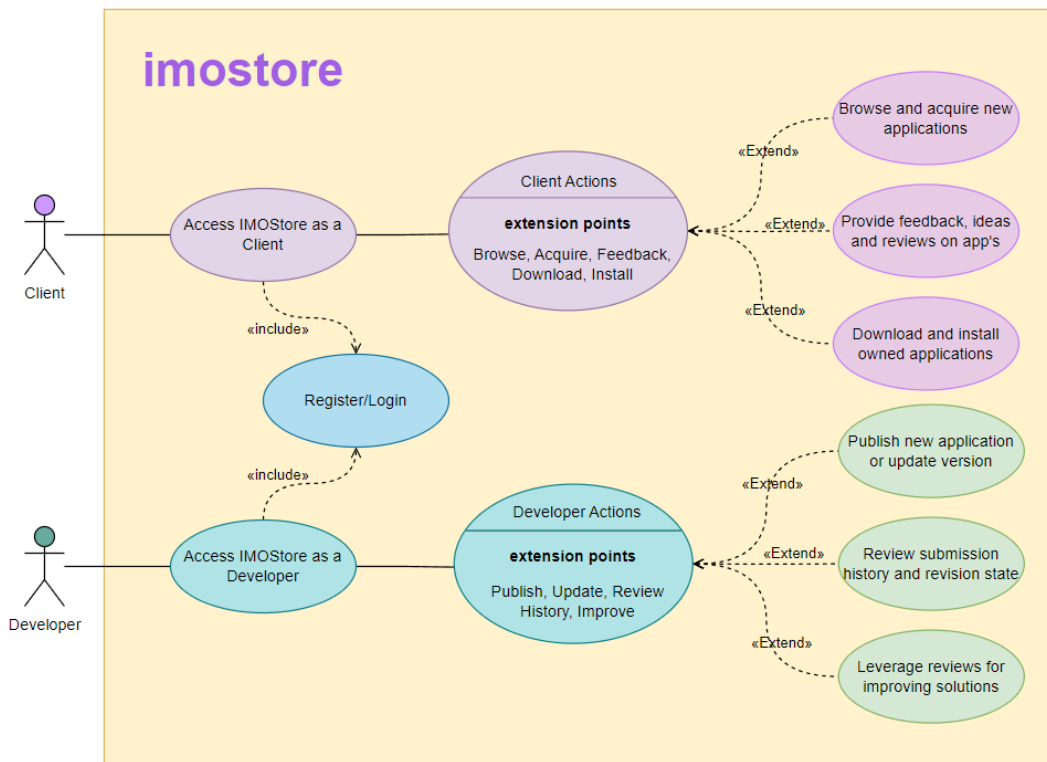 imostore
Browse and acquire new
applications
«Extend»
Client Actions
extension points
Browse, Acquire, Feedback,
Download, Install
Access IMOStore as a
Client
Client
«Extend»
Provide feedback, ideas
and reviews on app's
«Extend»
Download and install
owned applications
«include»
Register/Login
«include»
Publish new application
or update version
«Extend»
Developer Actions
extension points
Publish, Update, Review
History, Improve
Access IMOStore as a
Developer
Developer
«Extend»
Review submission
history and revision state
«Extend»
Leverage reviews for
improving solutions